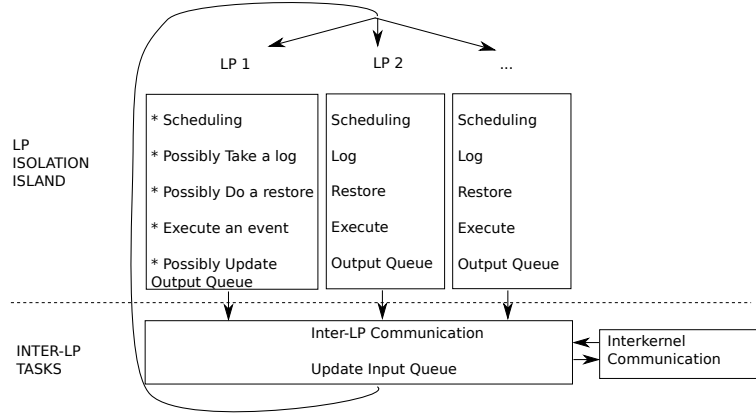 LP 1
LP 2
...
LP
ISOLATION
ISLAND
* Scheduling
* Possibly Take a log
* Possibly Do a restore
* Execute an event
* Possibly Update
Output Queue
Scheduling
Log
Restore
Execute
Output Queue
Scheduling
Log
Restore
Execute
Output Queue
INTER-LP
TASKS
Inter-LP Communication
Update Input Queue
Interkernel
Communication